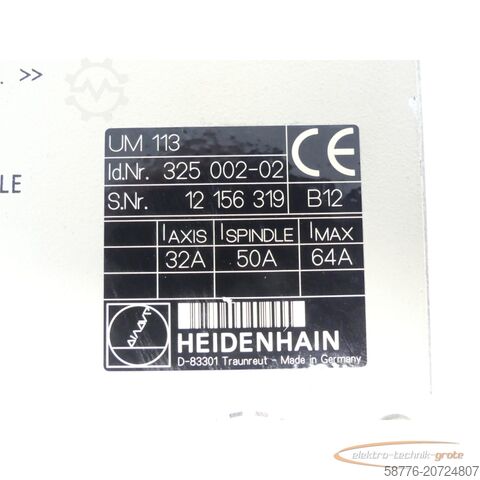 . >>
LE
UM 113
CE
Id.Nr. 325 002-02
S.Nr. 12 156 319 B12
IAXIS ISPINDLE IMAX
32A 50A 64A
HEIDENHAIN
D-83301 Traunreut - Made in Germany
elektro-technik-grote
58776-20724807